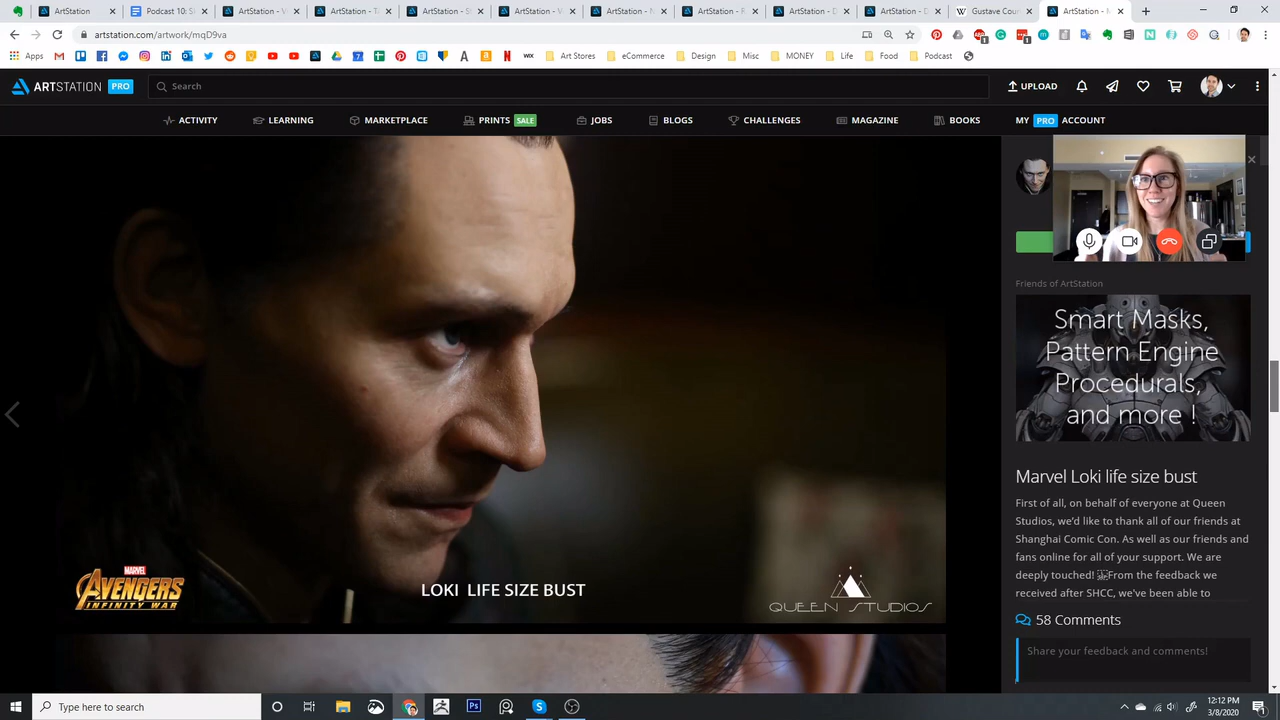 ArtStation -
Podcast 10: S
ArtStation - V
ArtStation - Ta
ArtStation - S
ArtStation - V
ArtStation -
ArtStation - R
ArtStation -
ArtStation - D
Gustave Cou
ArtStation -
artstation.com/artwork/mqD9va
Apps
Art Stores
eCommerce
Design
Misc
MONEY
Life
Food
Podcast
ARTSTATION PRO
Search
UPLOAD
ACTIVITY
LEARNING
MARKETPLACE
PRINTS SALE
JOBS
BLOGS
CHALLENGES
MAGAZINE
BOOKS
MY PRO ACCOUNT
Friends of ArtStation
Smart Masks,
Pattern Engine
Procedurals,
and more !
Marvel Loki life size bust
First of all, on behalf of everyone at Queen
Studios, we'd like to thank all of our friends at
Shanghai Comic Con. As well as our friends and
fans online for all of your support. We are
deeply touched! From the feedback we
received after SHCC, we've been able to
58 Comments
Share your feedback and comments!
MARVEL
AVENGERS
INFINITY WAR
LOKI LIFE SIZE BUST
QUEEN STUDIOS
Type here to search
12:12 PM
3/8/2020